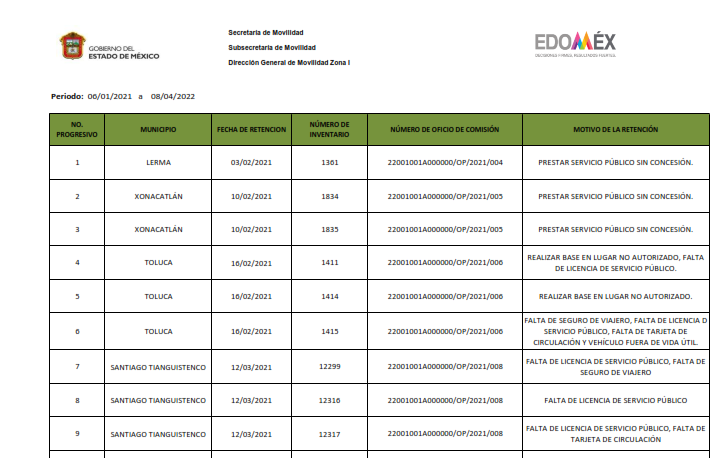 GOBIERNO DEL
ESTADO DE MÉXICO
Secretaría de Movilidad
Subsecretaría de Movilidad
Dirección General de Movilidad Zona I
EDOMÉX
DECISIONES FIRMES, RESULTADOS FUERTES.
Periodo: 06/01/2021 a 08/04/2022
NO. PROGRESIVO MUNICIPIO FECHA DE RETENCION NÚMERO DE INVENTARIO NÚMERO DE OFICIO DE COMISIÓN MOTIVO DE LA RETENCIÓN
1 LERMA 03/02/2021 1361 22001001A000000/OP/2021/004 PRESTAR SERVICIO PÚBLICO SIN CONCESIÓN.
2 XONACATLÁN 10/02/2021 1834 22001001A000000/OP/2021/005 PRESTAR SERVICIO PÚBLICO SIN CONCESIÓN.
3 XONACATLÁN 10/02/2021 1835 22001001A000000/OP/2021/005 PRESTAR SERVICIO PÚBLICO SIN CONCESIÓN.
4 TOLUCA 16/02/2021 1411 22001001A000000/OP/2021/006 REALIZAR BASE EN LUGAR NO AUTORIZADO, FALTA
DE LICENCIA DE SERVICIO PÚBLICO.
5 TOLUCA 16/02/2021 1414 22001001A000000/OP/2021/006 REALIZAR BASE EN LUGAR NO AUTORIZADO.
6 TOLUCA 16/02/2021 1415 22001001A000000/OP/2021/006 FALTA DE SEGURO DE VIAJERO, FALTA DE LICENCIA D
SERVICIO PÚBLICO, FALTA DE TARJETA DE
CIRCULACIÓN Y VEHÍCULO FUERA DE VIDA ÚTIL.
7 SANTIAGO TIANGUISTENCO 12/03/2021 12299 22001001A000000/OP/2021/008 FALTA DE LICENCIA DE SERVICIO PÚBLICO, FALTA DE
SEGURO DE VIAJERO
8 SANTIAGO TIANGUISTENCO 12/03/2021 12316 22001001A000000/OP/2021/008 FALTA DE LICENCIA DE SERVICIO PÚBLICO
9 SANTIAGO TIANGUISTENCO 12/03/2021 12317 22001001A000000/OP/2021/008 FALTA DE LICENCIA DE SERVICIO PÚBLICO, FALTA DE
TARJETA DE CIRCULACIÓN